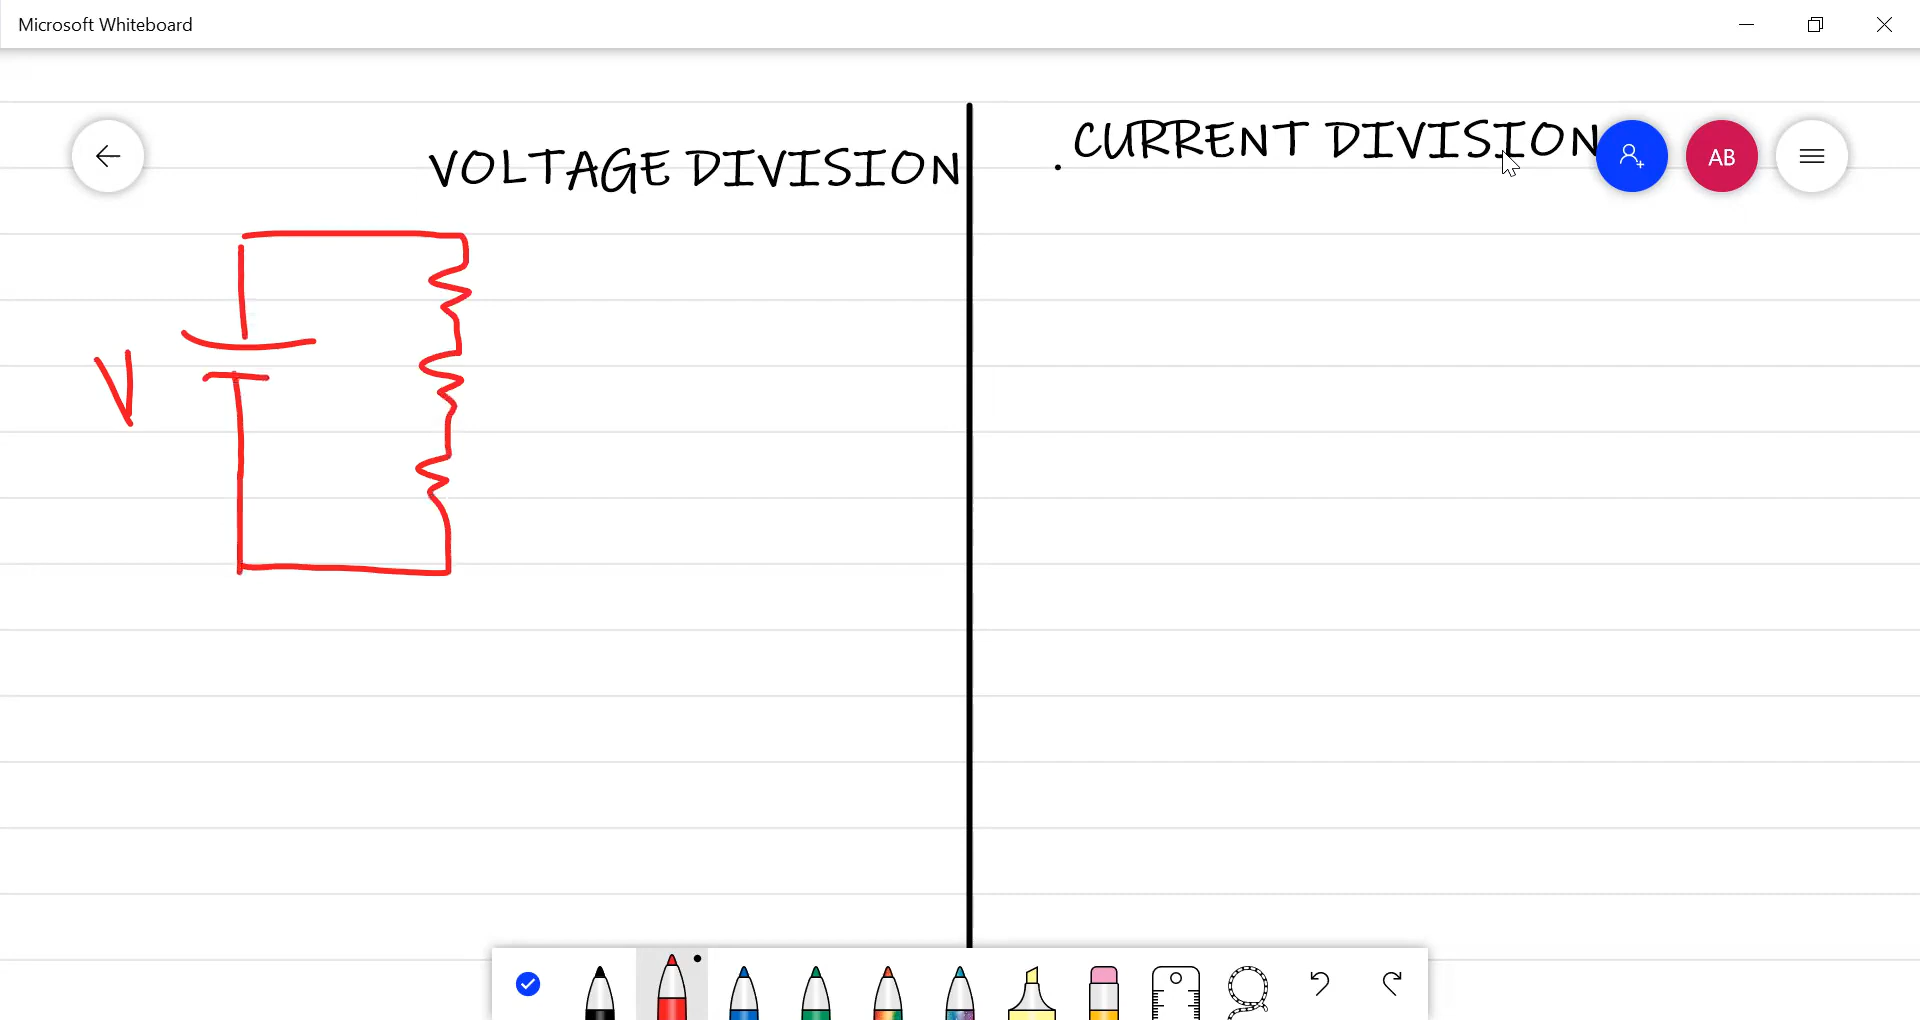 Microsoft Whiteboard
VOLTAGE DIVISION
.CURRENT DIVISION
AB
V